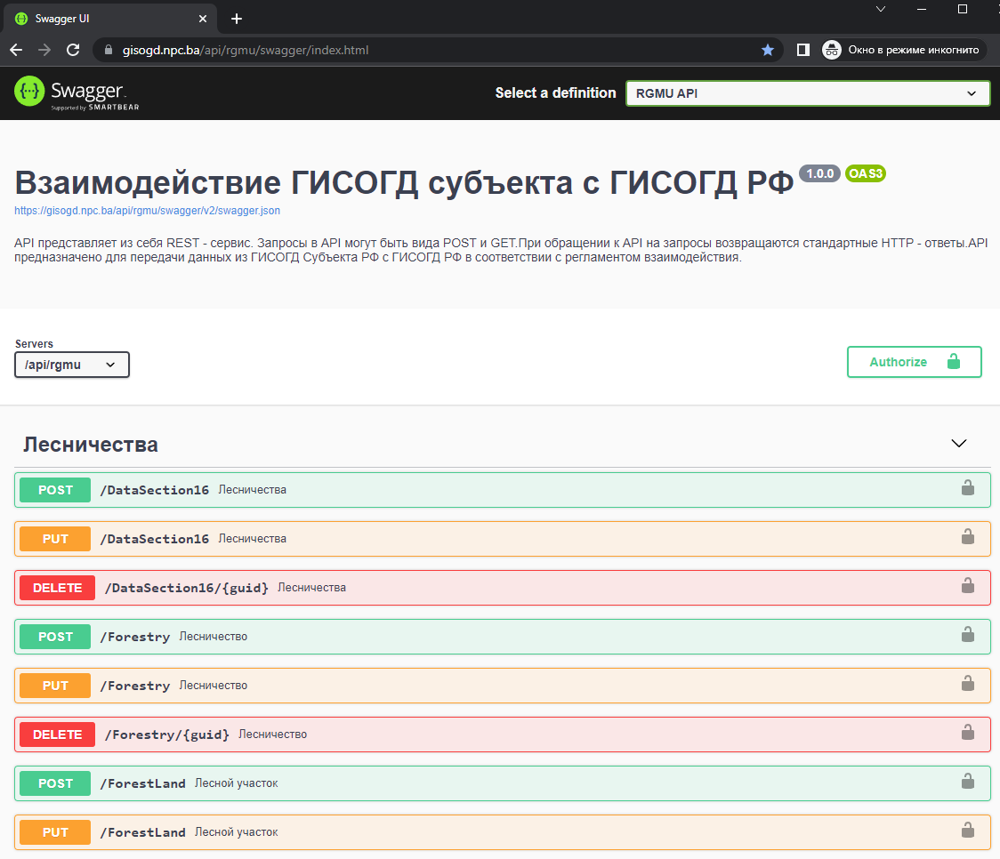 Swagger UI
gisogd.npc.ba/api/rgmu/swagger/index.html
Окно в режиме инкогнито
Swagger
Supported by SMARTBEAR
Select a definition
RGMU API
Взаимодействие ГИСОГД субъекта с ГИСОГД РФ 1.0.0 OAS3
https://gisogd.npc.ba/api/rgmu/swagger/v2/swagger.json
API представляет из себя REST - сервис. Запросы в API могут быть вида POST и GET.При обращении к API на запросы возвращаются стандартные HTTP - ответы.API
предназначено для передачи данных из ГИСОГД Субъекта РФ с ГИСОГД РФ в соответствии с регламентом взаимодействия.
Servers
/api/rgmu
Authorize
Лесничества
POST /DataSection16 Лесничества
PUT /DataSection16 Лесничества
DELETE /DataSection16/{guid} Лесничества
POST /Forestry Лесничество
PUT /Forestry Лесничество
DELETE /Forestry/{guid} Лесничество
POST /ForestLand Лесной участок
PUT /ForestLand Лесной участок